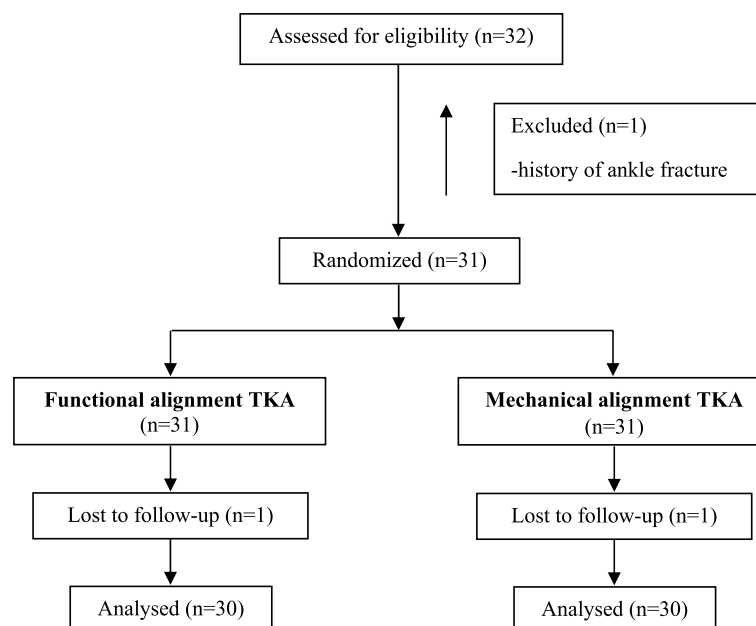 Assessed for eligibility (n=32)
Excluded (n=1)
-history of ankle fracture
Randomized (n=31)
Functional alignment TKA
(n=31)
Mechanical alignment TKA
(n=31)
Lost to follow-up (n=1)
Lost to follow-up (n=1)
Analysed (n=30)
Analysed (n=30)